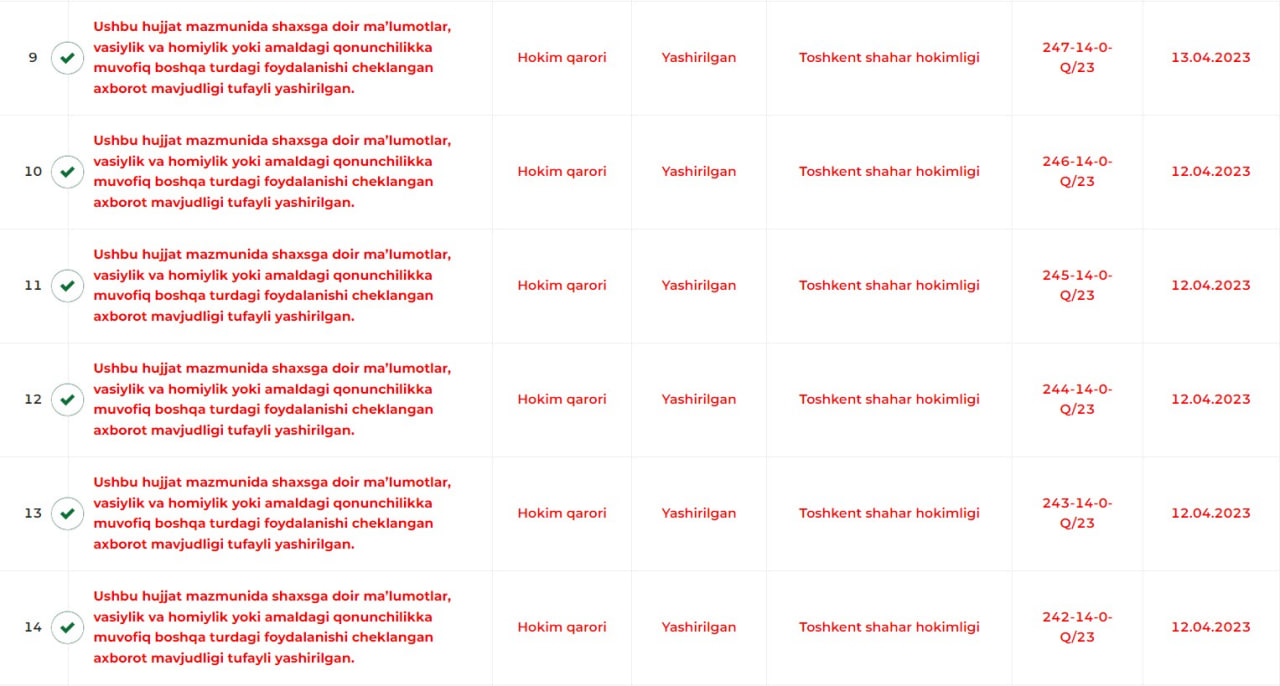 9
Ushbu hujjat mazmunida shaxsga doir ma’lumotlar,
vasiylik va homiylik yoki amaldagi qonunchilikka
muvofiq boshqa turdagi foydalanishi cheklangan
axborot mavjudligi tufayli yashirilgan.
Hokim qarori
Yashirilgan
Toshkent shahar hokimligi
247-14-0-
Q/23
13.04.2023
10
Ushbu hujjat mazmunida shaxsga doir ma’lumotlar,
vasiylik va homiylik yoki amaldagi qonunchilikka
muvofiq boshqa turdagi foydalanishi cheklangan
axborot mavjudligi tufayli yashirilgan.
Hokim qarori
Yashirilgan
Toshkent shahar hokimligi
246-14-0-
Q/23
12.04.2023
11
Ushbu hujjat mazmunida shaxsga doir ma’lumotlar,
vasiylik va homiylik yoki amaldagi qonunchilikka
muvofiq boshqa turdagi foydalanishi cheklangan
axborot mavjudligi tufayli yashirilgan.
Hokim qarori
Yashirilgan
Toshkent shahar hokimligi
245-14-0-
Q/23
12.04.2023
12
Ushbu hujjat mazmunida shaxsga doir ma’lumotlar,
vasiylik va homiylik yoki amaldagi qonunchilikka
muvofiq boshqa turdagi foydalanishi cheklangan
axborot mavjudligi tufayli yashirilgan.
Hokim qarori
Yashirilgan
Toshkent shahar hokimligi
244-14-0-
Q/23
12.04.2023
13
Ushbu hujjat mazmunida shaxsga doir ma’lumotlar,
vasiylik va homiylik yoki amaldagi qonunchilikka
muvofiq boshqa turdagi foydalanishi cheklangan
axborot mavjudligi tufayli yashirilgan.
Hokim qarori
Yashirilgan
Toshkent shahar hokimligi
243-14-0-
Q/23
12.04.2023
14
Ushbu hujjat mazmunida shaxsga doir ma’lumotlar,
vasiylik va homiylik yoki amaldagi qonunchilikka
muvofiq boshqa turdagi foydalanishi cheklangan
axborot mavjudligi tufayli yashirilgan.
Hokim qarori
Yashirilgan
Toshkent shahar hokimligi
242-14-0-
Q/23
12.04.2023